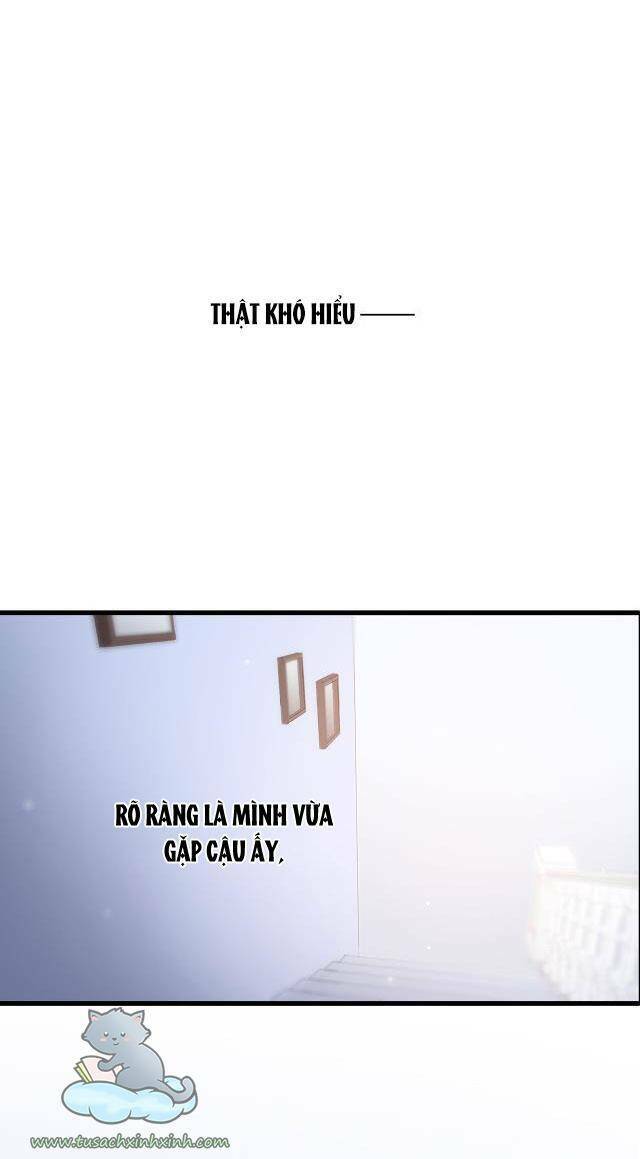 THẬT KHÓ HIỂU ——
RÕ RÀNG LÀ MÌNH VỪA
GẶP CẬU ẤY,
www.tusachxinhxinh.com